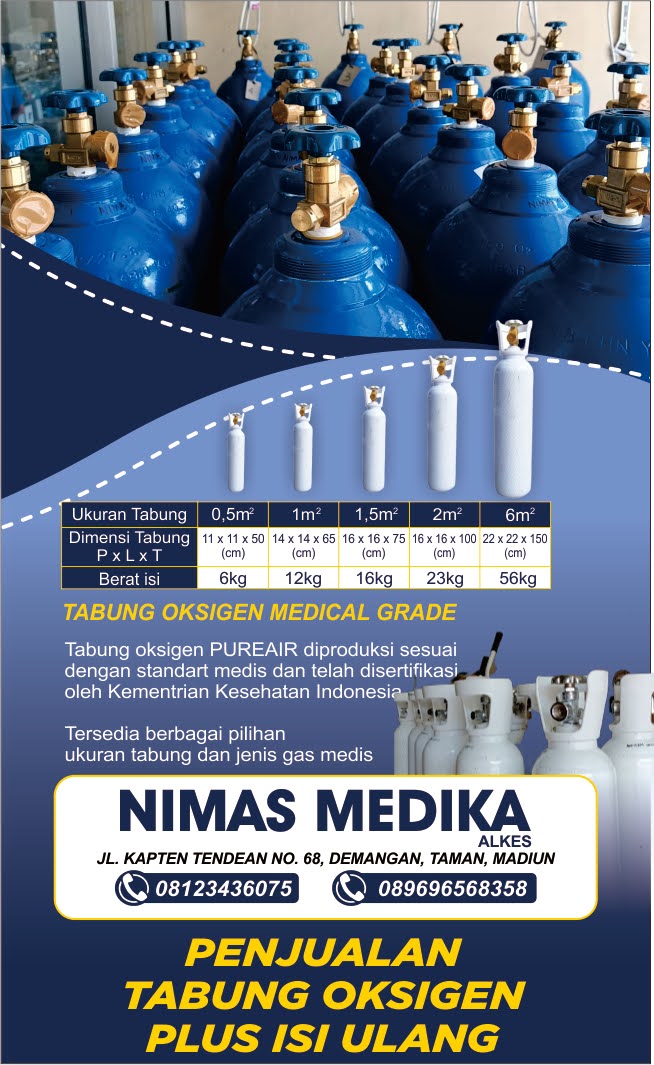 Ukuran Tabung 0,5m² 1m² 1,5m² 2m² 6m²
Dimensi Tabung 11 x 11 x 50 14 x 14 x 65 16 x 16 x 75 16 x 16 x 100 22 x 22 x 150
P x L x T (cm) (cm) (cm) (cm) (cm)
Berat isi 6kg 12kg 16kg 23kg 56kg
TABUNG OKSIGEN MEDICAL GRADE
Tabung oksigen PUREAIR diproduksi sesuai
dengan standart medis dan telah disertifikasi
oleh Kementrian Kesehatan Indonesia
Tersedia berbagai pilihan
ukuran tabung dan jenis gas medis
NIMAS MEDIKA
ALKES
JL. KAPTEN TENDEAN NO. 68, DEMANGAN, TAMAN, MADIUN
08123436075 089696568358
PENJUALAN
TABUNG OKSIGEN
PLUS ISI ULANG